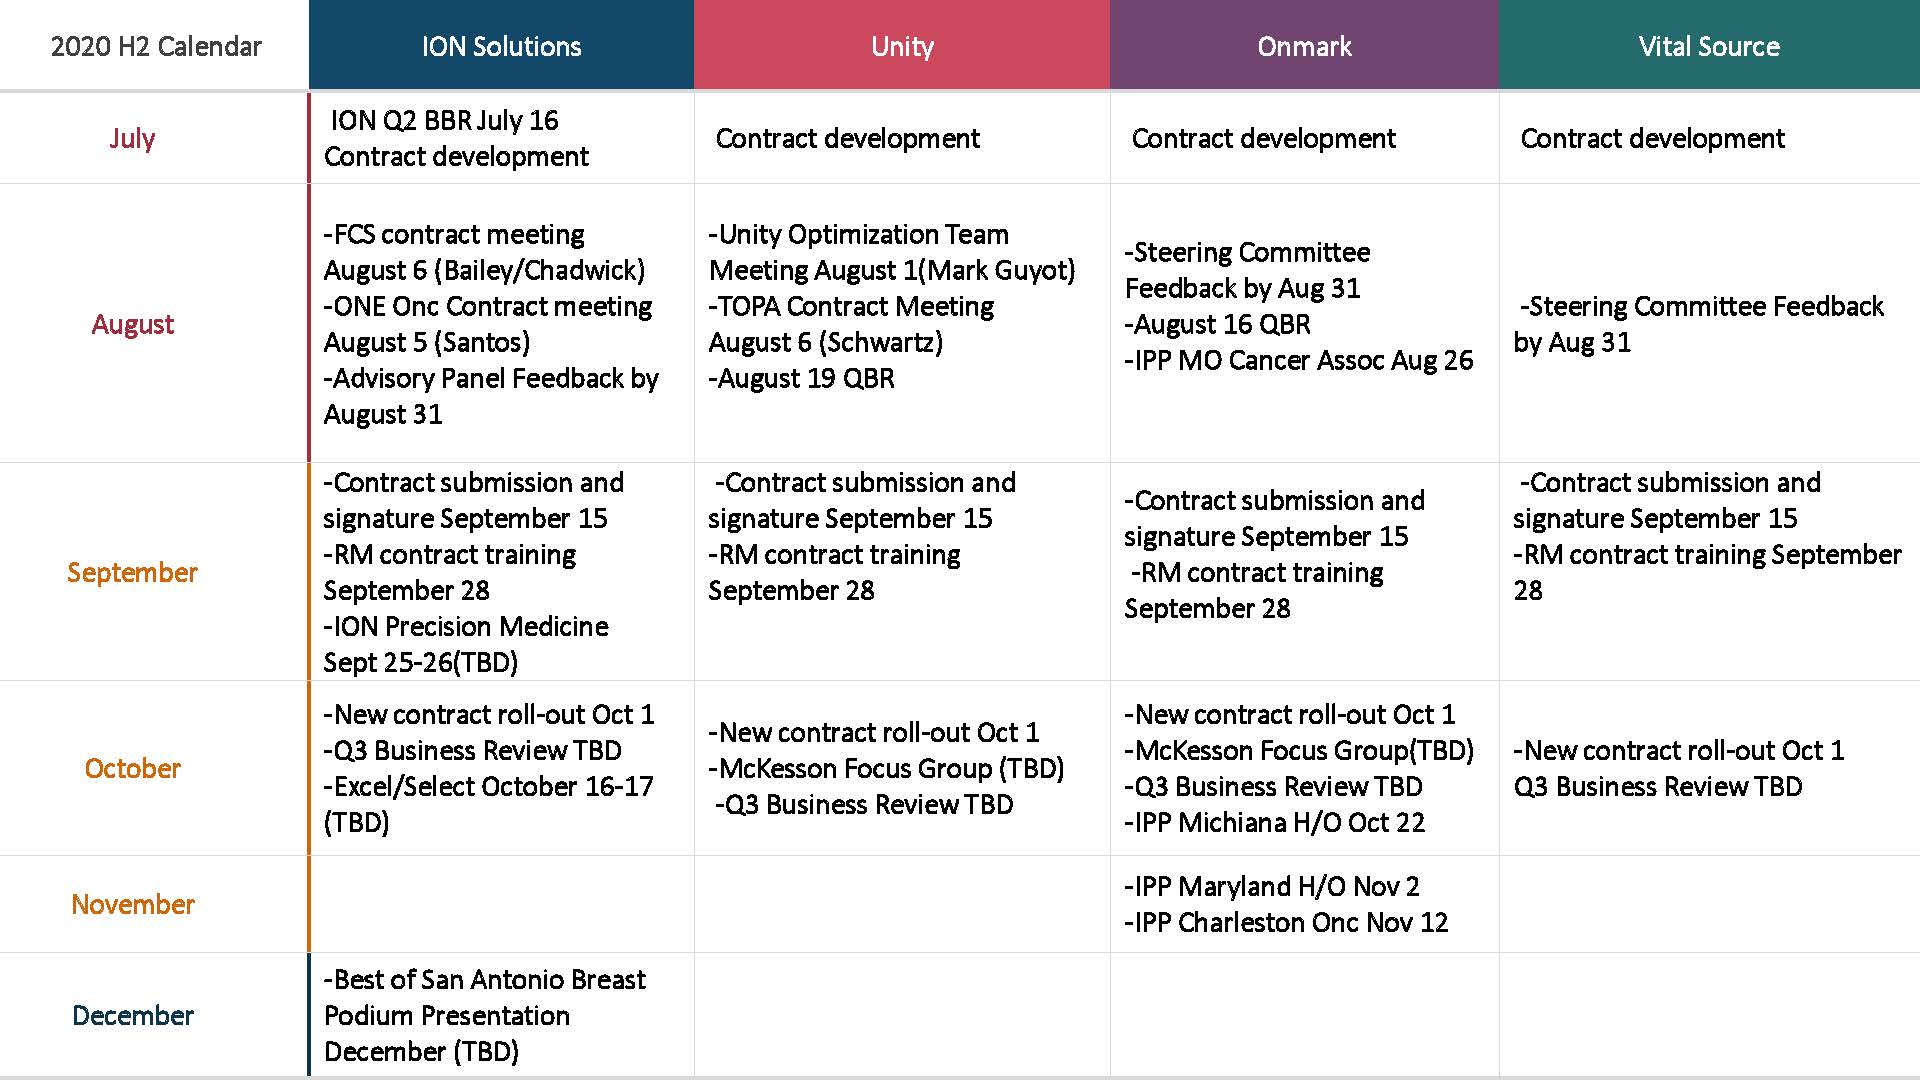 2020 H2 Calendar
ION Solutions
Unity
Onmark
Vital Source
July
ION Q2 BBR July 16
Contract development
Contract development
Contract development
Contract development
August
-FCS contract meeting
August 6 (Bailey/Chadwick)
-ONE Onc Contract meeting
August 5 (Santos)
-Advisory Panel Feedback by
August 31
-Unity Optimization Team
Meeting August 1(Mark Guyot)
-TOPA Contract Meeting
August 6 (Schwartz)
-August 19 QBR
-Steering Committee
Feedback by Aug 31
-August 16 QBR
-IPP MO Cancer Assoc Aug 26
-Steering Committee Feedback
by Aug 31
September
-Contract submission and
signature September 15
-RM contract training
September 28
-ION Precision Medicine
Sept 25-26(TBD)
-Contract submission and
signature September 15
-RM contract training
September 28
-Contract submission and
signature September 15
-RM contract training
September 28
-Contract submission and
signature September 15
-RM contract training September
28
October
-New contract roll-out Oct 1
-Q3 Business Review TBD
-Excel/Select October 16-17
(TBD)
-New contract roll-out Oct 1
-McKesson Focus Group (TBD)
-Q3 Business Review TBD
-New contract roll-out Oct 1
-McKesson Focus Group(TBD)
-Q3 Business Review TBD
-IPP Michiana H/O Oct 22
-New contract roll-out Oct 1
Q3 Business Review TBD
November
-IPP Maryland H/O Nov 2
-IPP Charleston Onc Nov 12
December
-Best of San Antonio Breast
Podium Presentation
December (TBD)